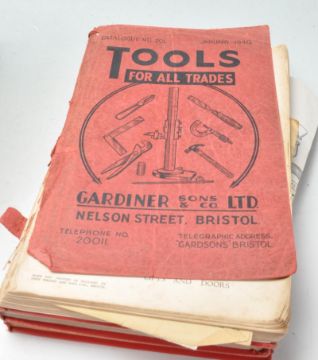 CATALOGUE NO. 201. JANUARY 1940
TOOLS
FOR ALL TRADES
GARDINER SONS & CO. LTD.
NELSON STREET, BRISTOL.
TELEPHONE NO. TELEGRAPHIC ADDRESS,
20011 "GARDSONS" BRISTOL
AND DOORS